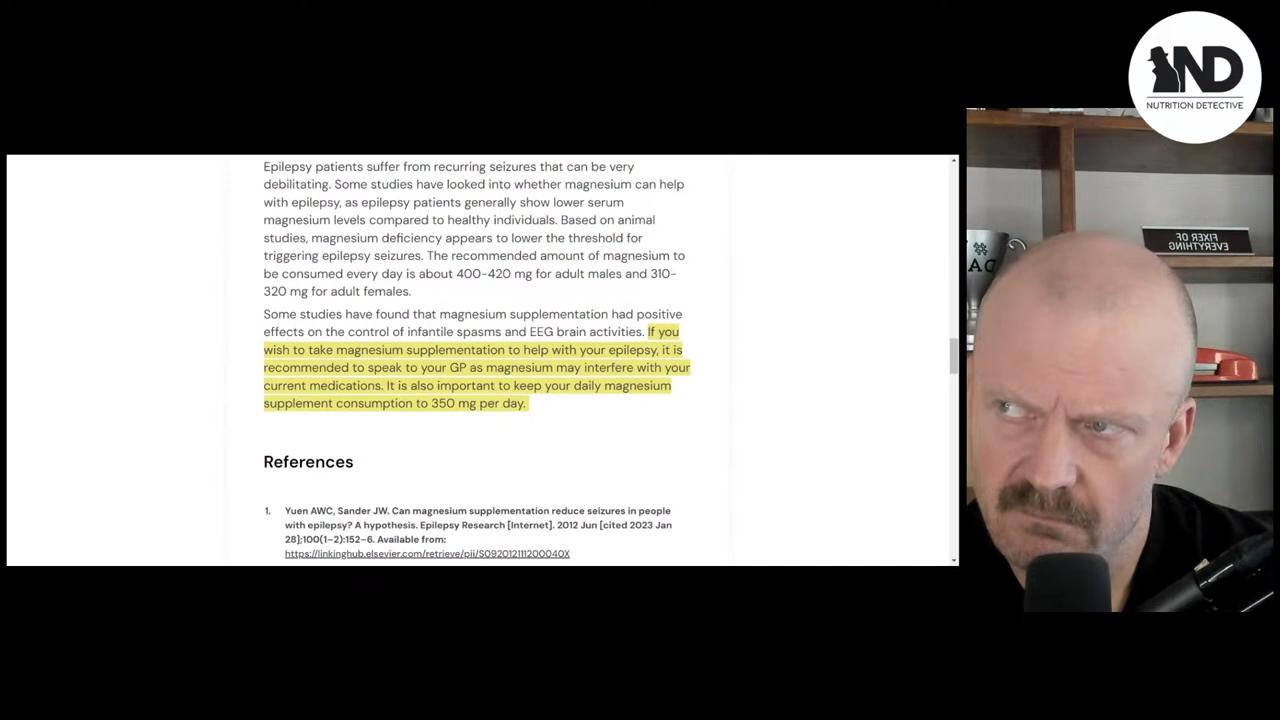 ND
NUTRITION DETECTIVE
Epilepsy patients suffer from recurring seizures that can be very
debilitating. Some studies have looked into whether magnesium can help
with epilepsy, as epilepsy patients generally show lower serum
magnesium levels compared to healthy individuals. Based on animal
studies, magnesium deficiency appears to lower the threshold for
triggering epilepsy seizures. The recommended amount of magnesium to
be consumed every day is about 400-420 mg for adult males and 310-
320 mg for adult females.
Some studies have found that magnesium supplementation had positive
effects on the control of infantile spasms and EEG brain activities. If you
wish to take magnesium supplementation to help with your epilepsy, it is
recommended to speak to your GP as magnesium may interfere with your
current medications. It is also important to keep your daily magnesium
supplement consumption to 350 mg per day.
References
1. Yuen AWC, Sander JW. Can magnesium supplementation reduce seizures in people
with epilepsy? A hypothesis. Epilepsy Research [Internet]. 2012 Jun [cited 2023 Jan
28];100(1–2):152–6. Available from:
https://linkinghub.elsevier.com/retrieve/pii/S092012111200040X
FIXER OF
EVERYTHING